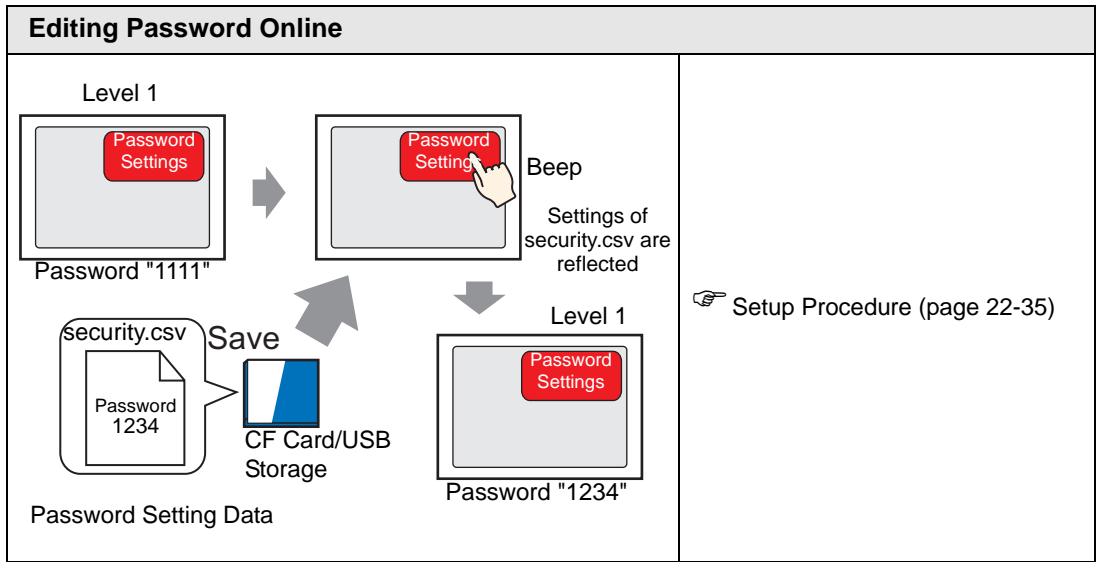 Editing Password Online
Level 1
Password
Settings
Password "1111"
Password
Settings
Beep
Settings of
security.csv are
reflected
security.csv
Password
1234
Save
CF Card/USB
Storage
Password Setting Data
Level 1
Password
Settings
Password "1234"
☞ Setup Procedure (page 22-35)